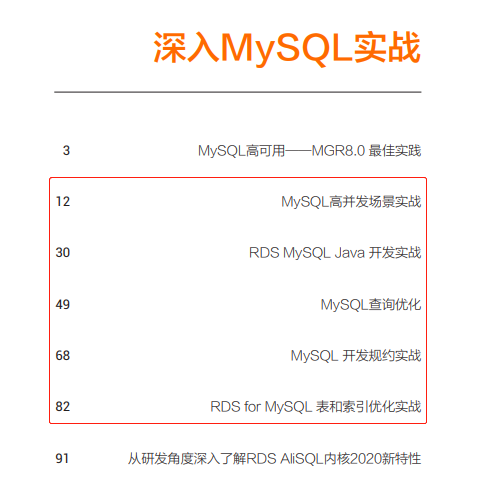 深入MySQL实战
3 MySQL高可用——MGR8.0 最佳实践
12 MySQL高并发场景实战
30 RDS MySQL Java 开发实战
49 MySQL查询优化
68 MySQL 开发规约实战
82 RDS for MySQL 表和索引优化实战
91 从研发角度深入了解RDS AliSQL内核2020新特性